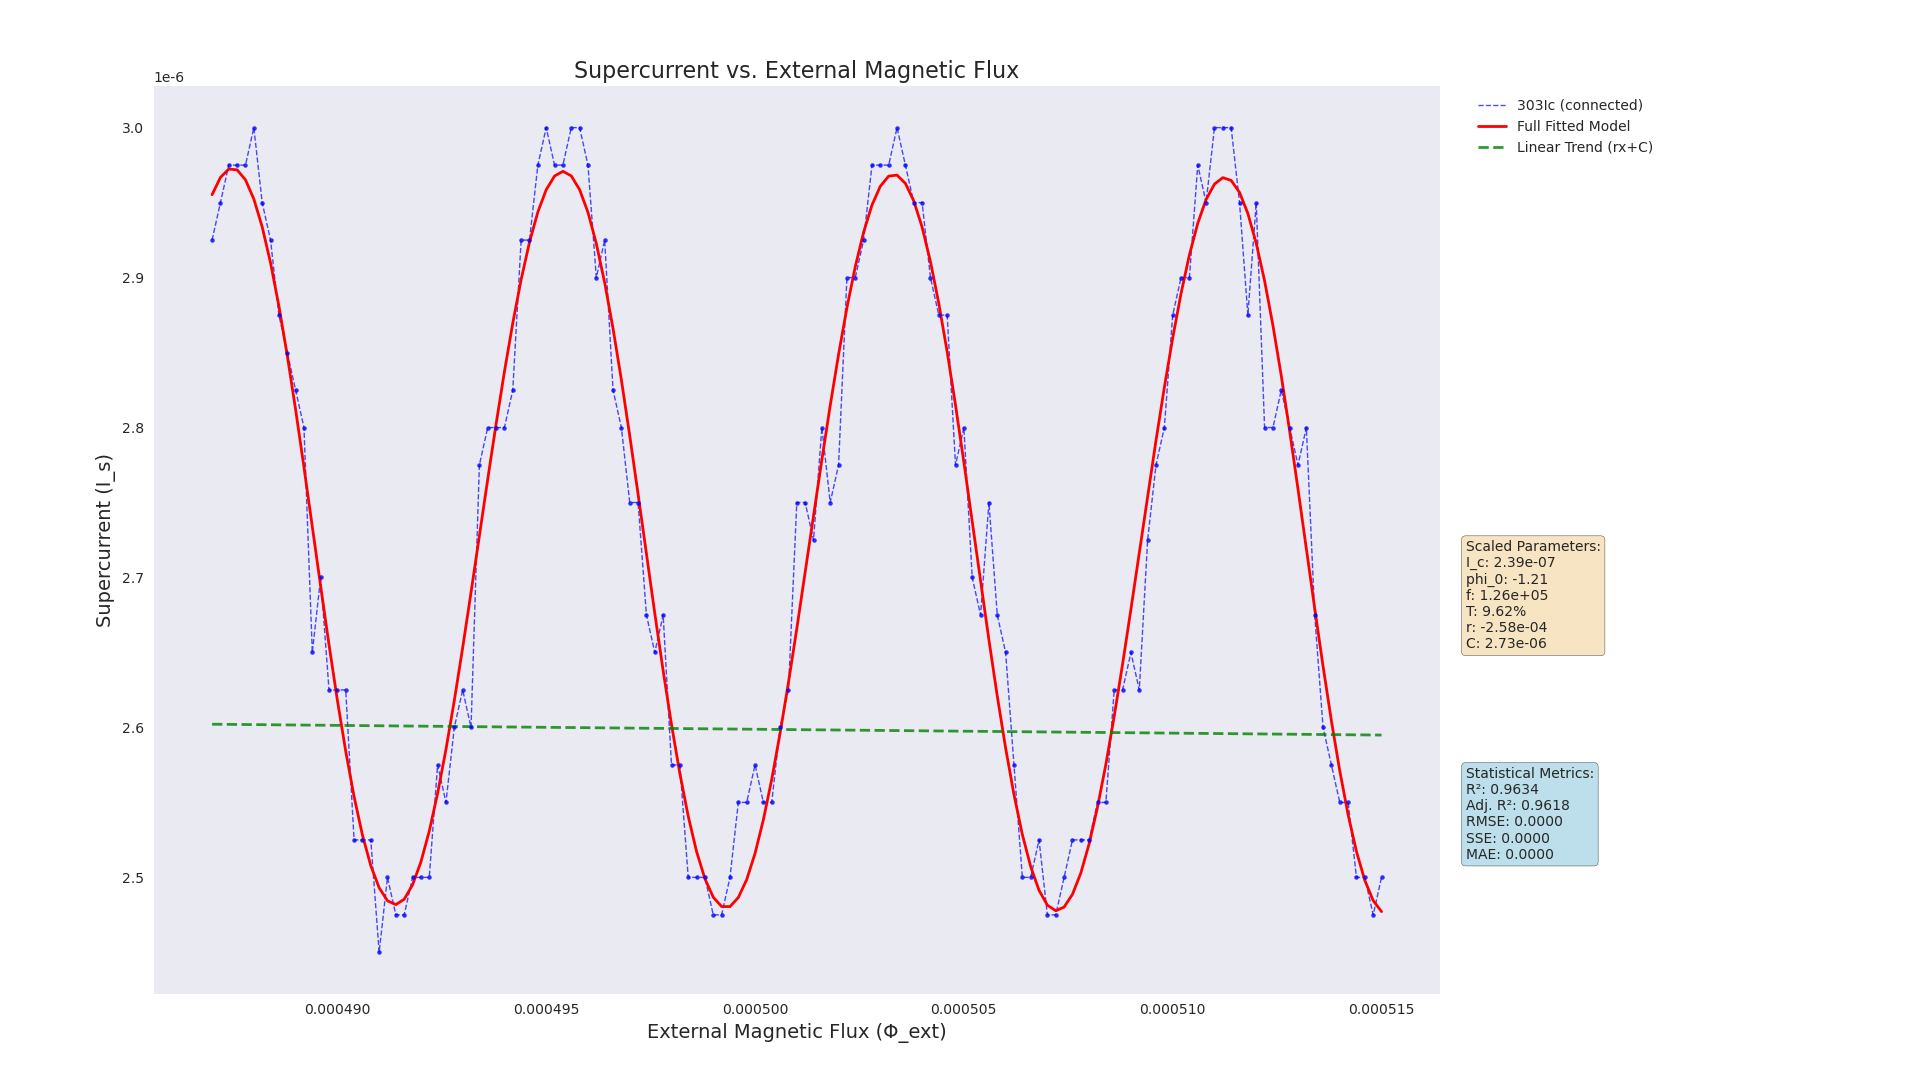 Supercurrent vs. External Magnetic Flux
1e-6
3.0
2.9
2.8
2.7
2.6
2.5
Supercurrent (I_s)
0.000490
0.000495
0.000500
0.000505
0.000510
0.000515
External Magnetic Flux (Φ_ext)
303Ic (connected)
Full Fitted Model
Linear Trend (rx+C)
Scaled Parameters:
I_c: 2.39e-07
phi_0: -1.21
f: 1.26e+05
T: 9.62%
r: -2.58e-04
C: 2.73e-06
Statistical Metrics:
R²: 0.9634
Adj. R²: 0.9618
RMSE: 0.0000
SSE: 0.0000
MAE: 0.0000